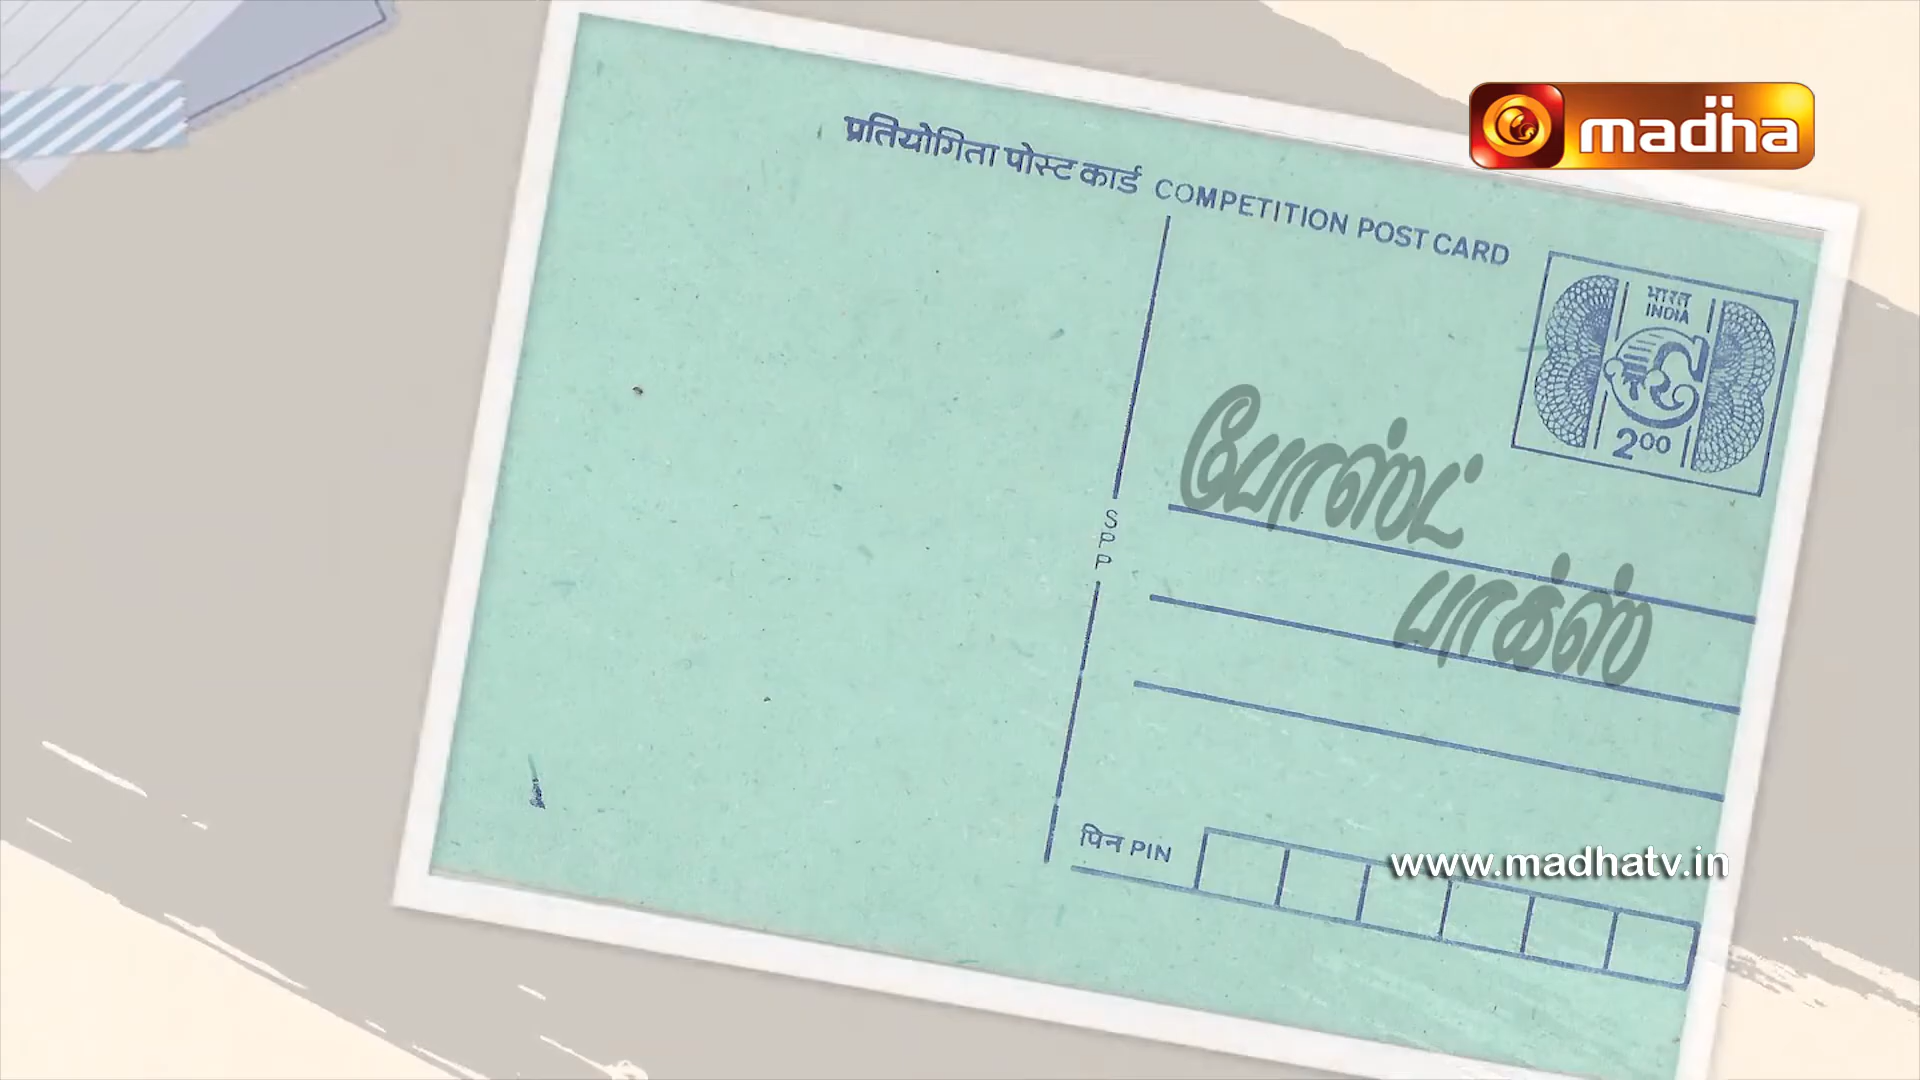 madha
प्रतियोगिता पोस्ट कार्ड COMPETITION POST CARD
भारत
INDIA
2.00
போஸ்ட்
பாக்ஸ்
SPP
पिन PIN
www.madhatv.in